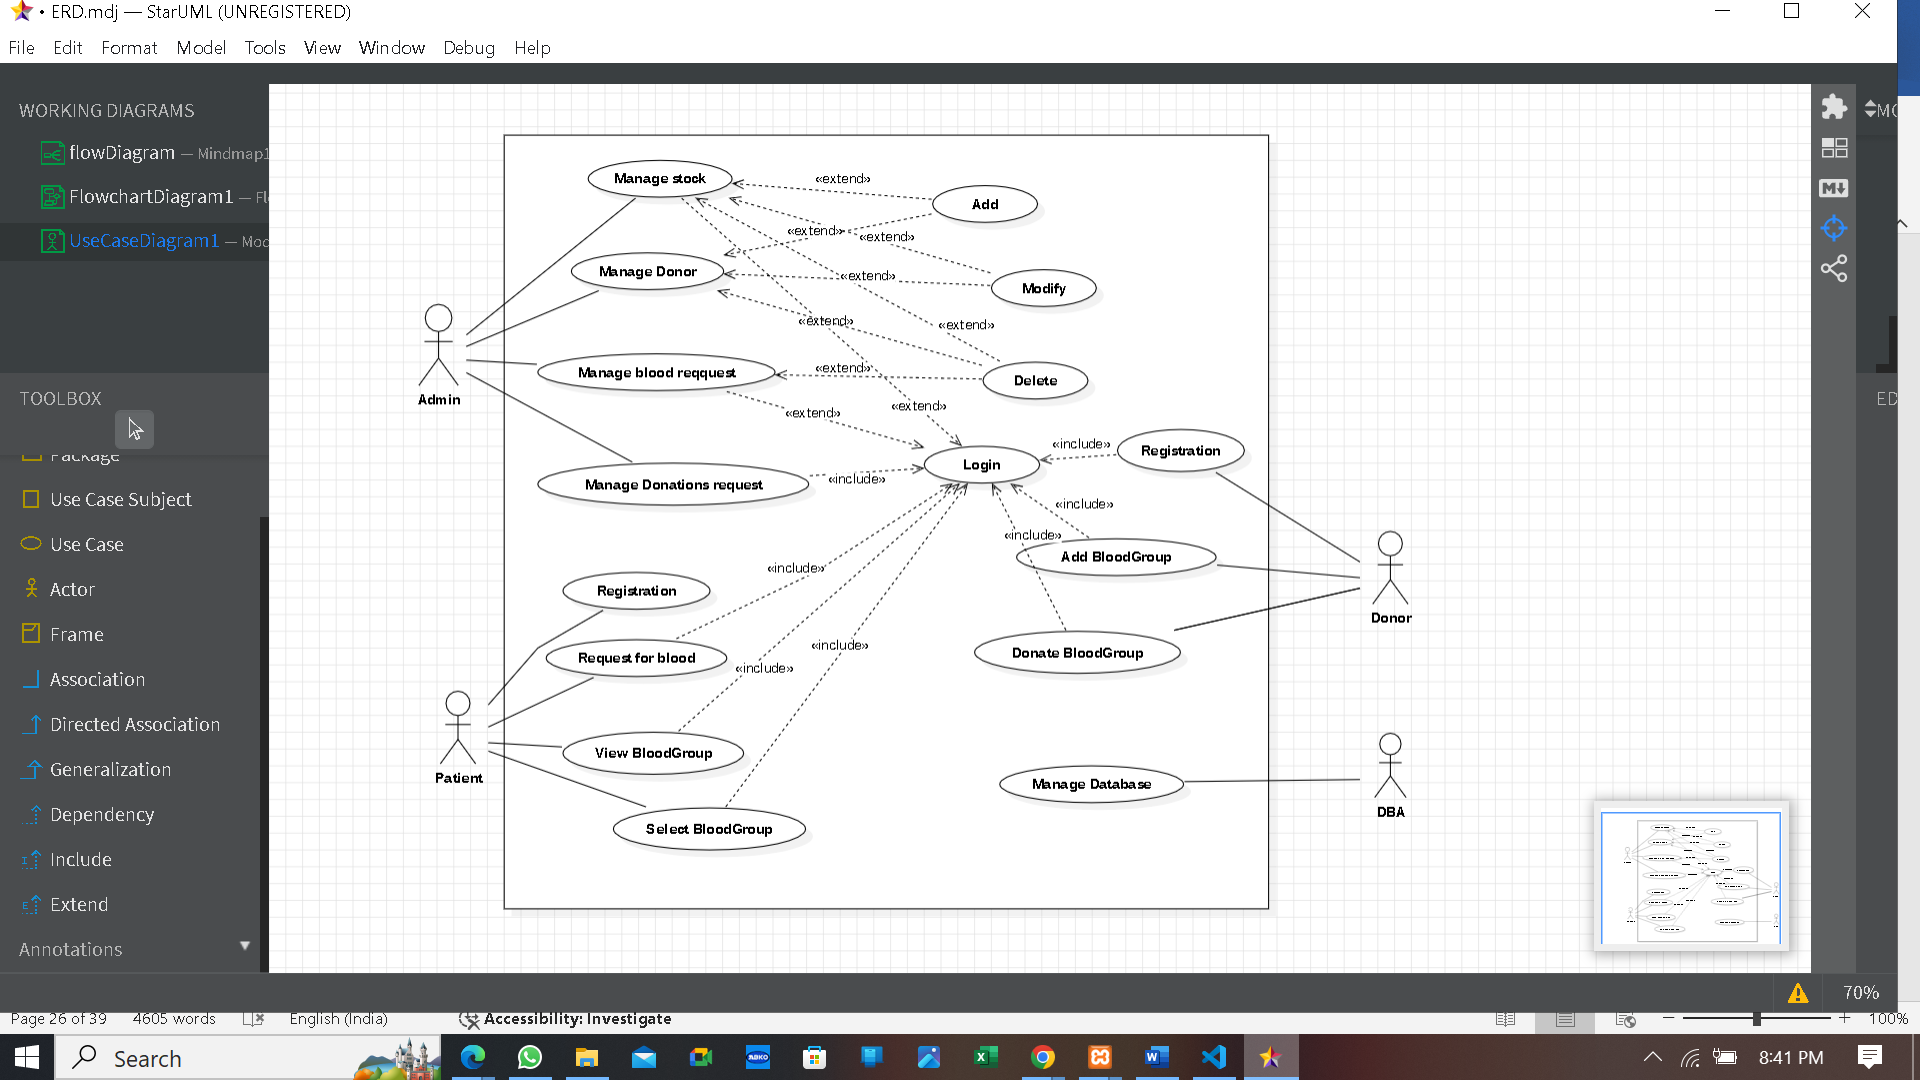 • ERD.mdj — StarUML (UNREGISTERED)
File Edit Format Model Tools View Window Debug Help
WORKING DIAGRAMS
flowDiagram — Mindmap1
FlowchartDiagram1 — Fl
UseCaseDiagram1 — Mod
TOOLBOX
Package
Use Case Subject
Use Case
Actor
Frame
Association
Directed Association
Generalization
Dependency
Include
Extend
Annotations
Manage stock
«extend»
Add
«extend»
«extend»
Manage Donor
«extend»
Modify
«extend»
«extend»
Manage blood reqquest
«extend»
Delete
Admin
«extend»
«extend»
Login
«include»
Registration
Manage Donations request
«include»
«include»
«include»
Add BloodGroup
«include»
Registration
Donor
Request for blood
«include»
«include»
Donate BloodGroup
View BloodGroup
Patient
Manage Database
DBA
Select BloodGroup
MO
ED
70%
Page 26 of 39 4605 words English (India) Accessibility: Investigate 100%
Search 8:41 PM